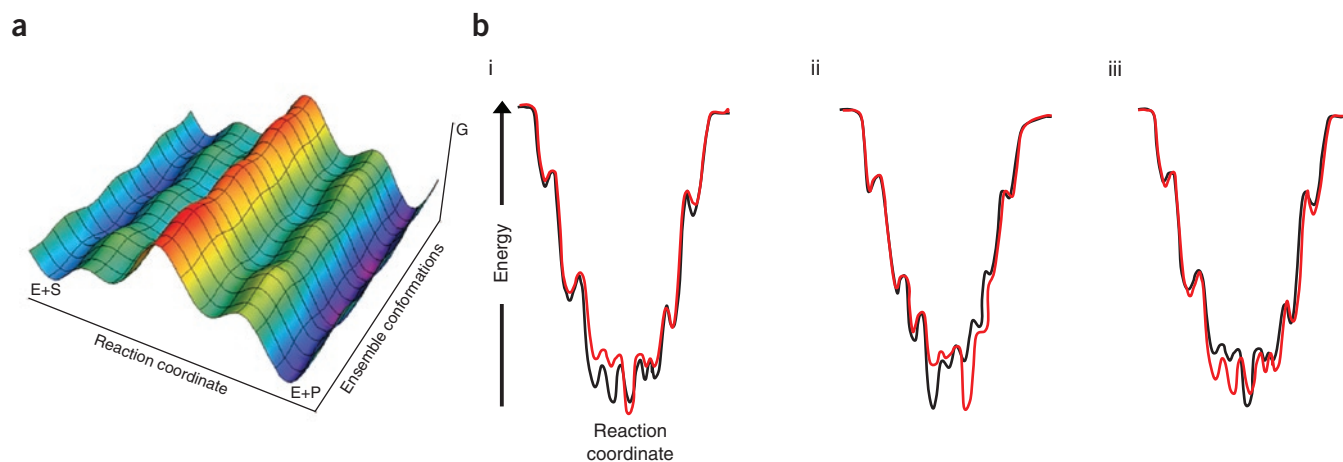 a
b
i
ii
iii
G
E+S
Reaction coordinate
E+P
Ensemble conformations
Energy
Reaction
coordinate